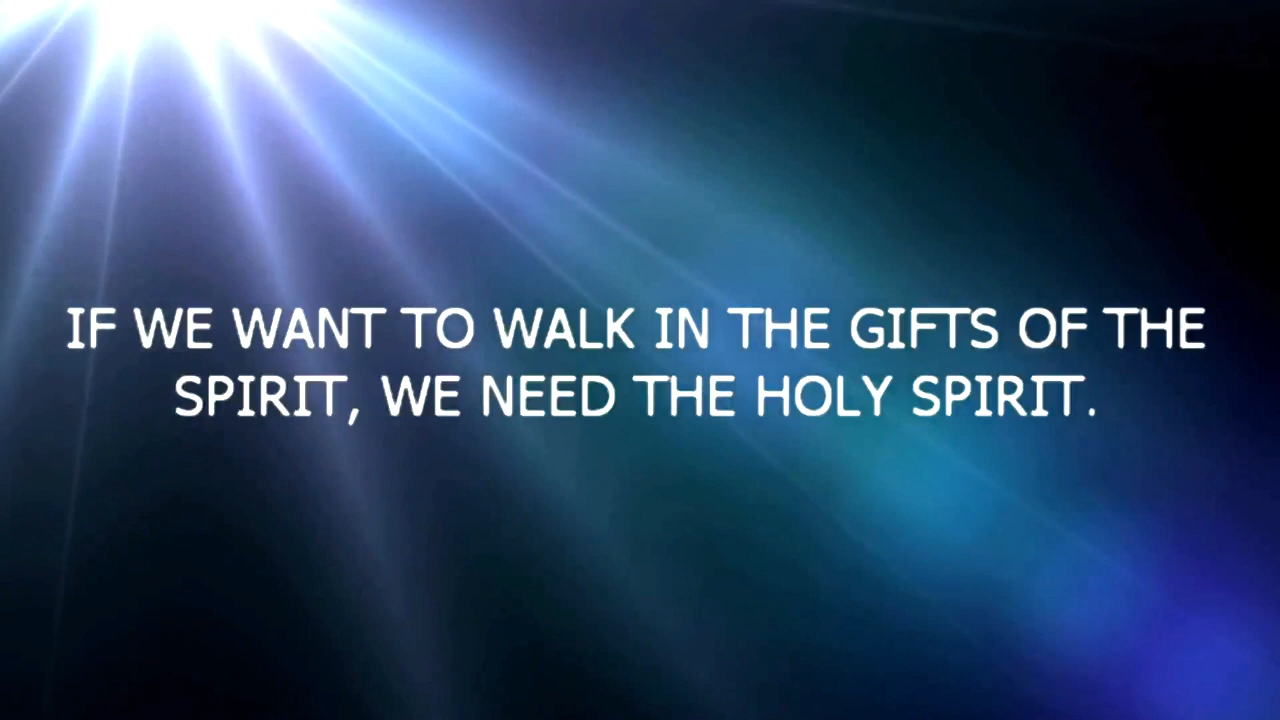 IF WE WANT TO WALK IN THE GIFTS OF THE
SPIRIT, WE NEED THE HOLY SPIRIT.